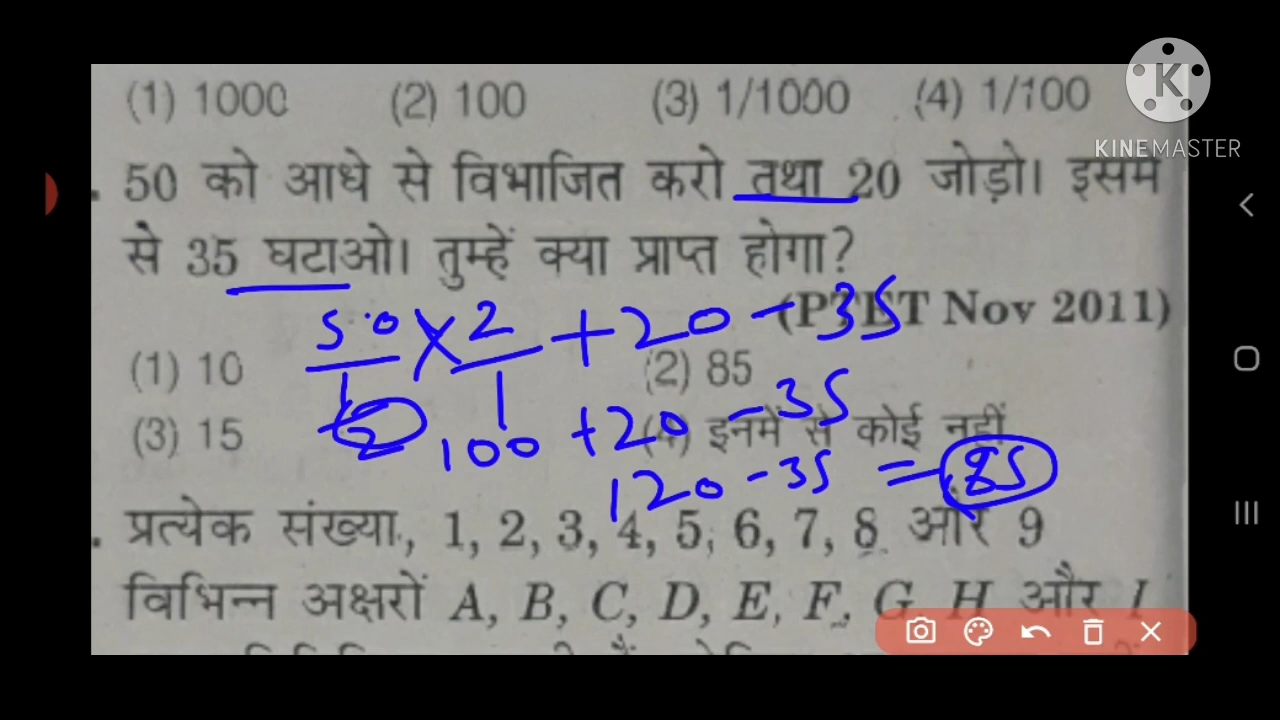 (1) 1000 (2) 100 (3) 1/1000 (4) 1/100
K
KINEMASTER
50 को आधे से विभाजित करो तथा 20 जोड़ो। इसमें
से 35 घटाओ। तुम्हें क्या प्राप्त होगा?
(PTET Nov 2011)
50 × 2 + 20 - 35
(1) 10 (2) 85
1 2 1
(3) 15 (4) इनमें से कोई नहीं
100 + 20 - 35
120 - 35 = 85
प्रत्येक संख्या, 1, 2, 3, 4, 5, 6, 7, 8 और 9
विभिन्न अक्षरों A, B, C, D, E, F, G, H और I